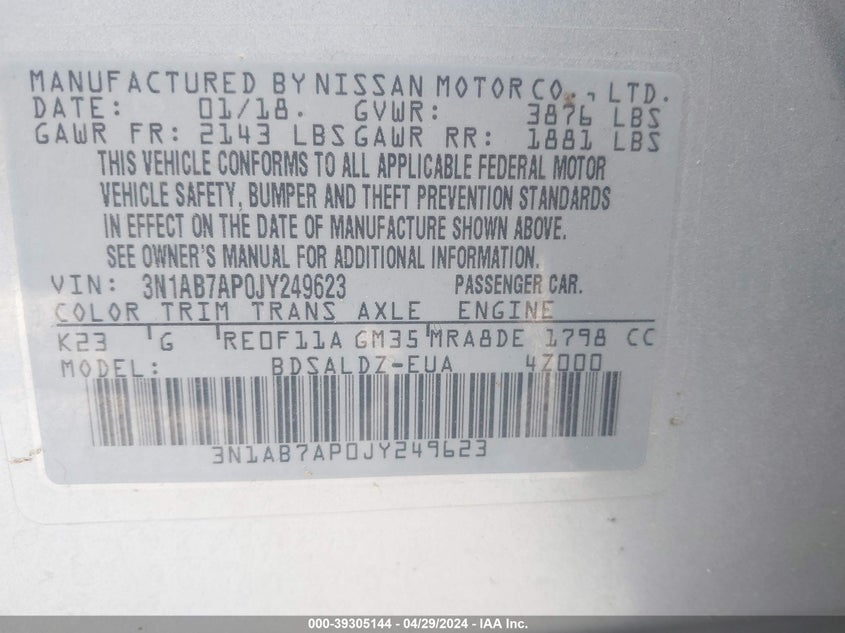 MANUFACTURED BY NISSAN MOTOR CO., LTD.
DATE: 01/18. GVWR: 3876 LBS
GAWR FR: 2143 LBS GAWR RR: 1881 LBS
THIS VEHICLE CONFORMS TO ALL APPLICABLE FEDERAL MOTOR
VEHICLE SAFETY, BUMPER AND THEFT PREVENTION STANDARDS
IN EFFECT ON THE DATE OF MANUFACTURE SHOWN ABOVE.
SEE OWNER'S MANUAL FOR ADDITIONAL INFORMATION.
VIN: 3N1AB7AP0JY249623 PASSENGER CAR.
COLOR TRIM TRANS AXLE ENGINE
K23 G RE0F11A GM35 MRA8DE 1798 CC
MODEL: BDSALDZ-EUA 4Z000
3N1AB7AP0JY249623
000-39305144 - 04/29/2024 - IAA Inc.